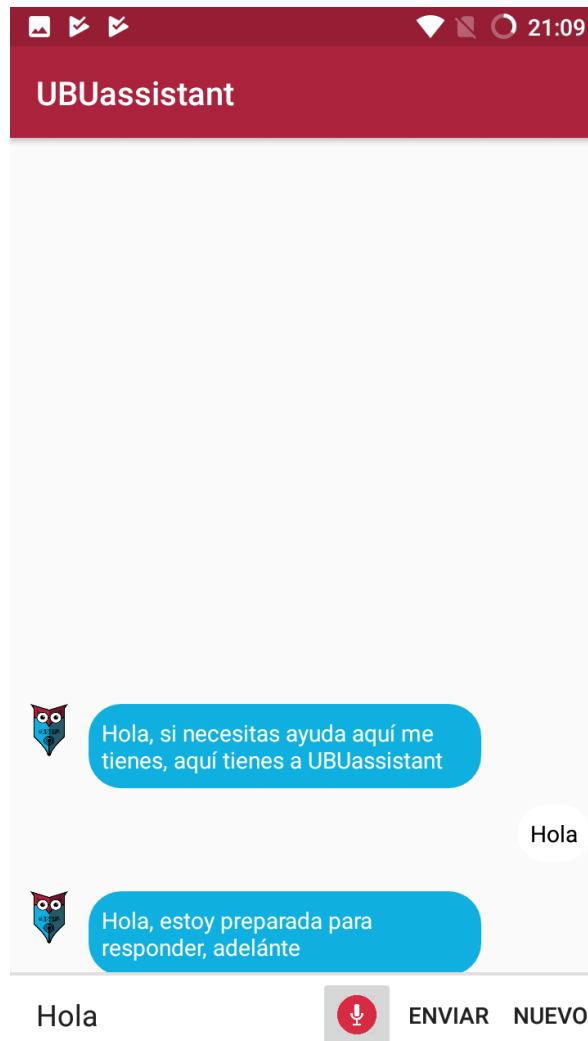 21:09
UBUassistant
Hola, si necesitas ayuda aquí me
tienes, aquí tienes a UBUassistant
Hola
Hola, estoy preparada para
responder, adelánte
Hola
ENVIAR NUEVO